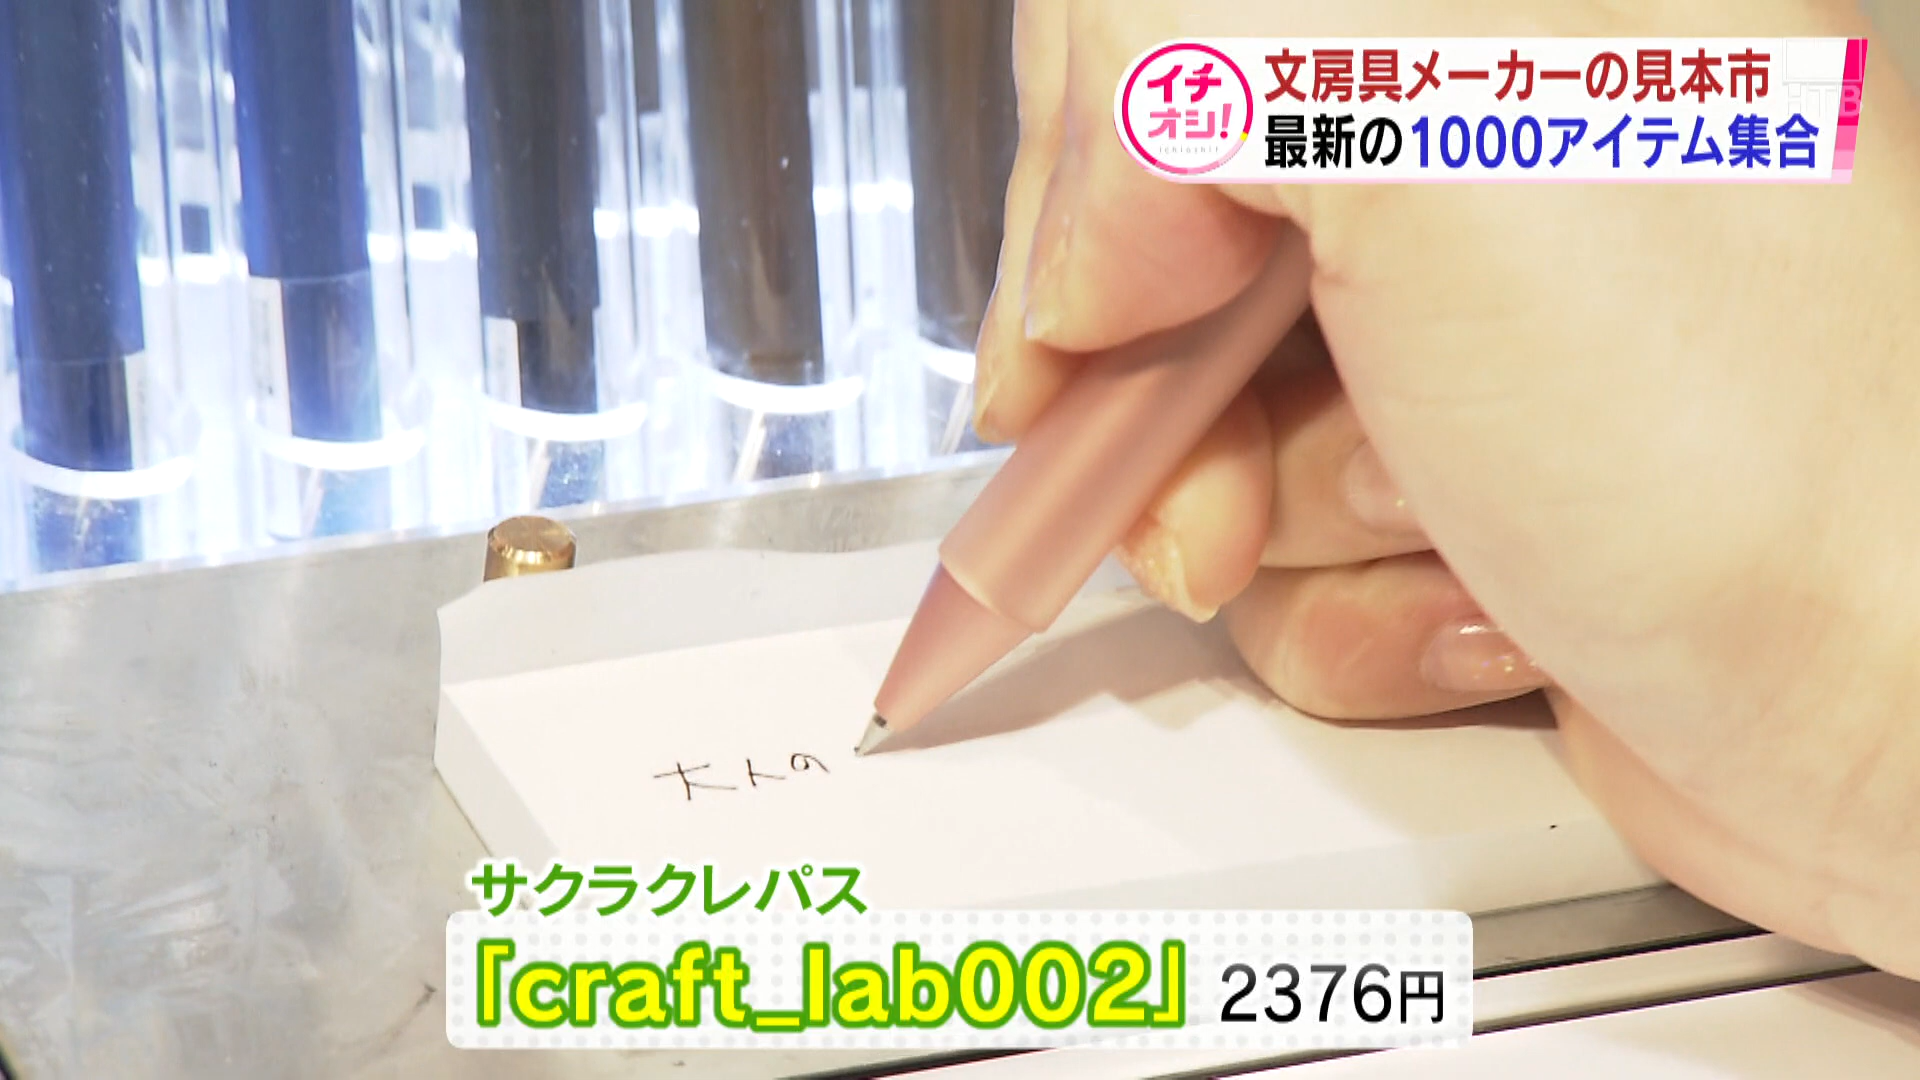 イチオシ!
ichioshi!
文房具メーカーの見本市
最新の1000アイテム集合
HTB
大人の
サクラクレパス
「craft_lab002」 2376円